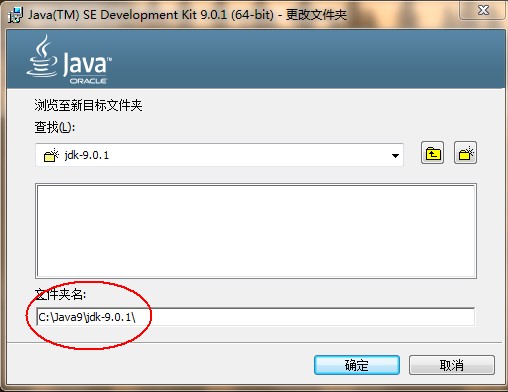 Java(TM) SE Development Kit 9.0.1 (64-bit) - 更改文件夹
Java™
ORACLE
浏览至新目标文件夹
查找(L):
jdk-9.0.1
文件夹名:
C:\Java9\jdk-9.0.1\
确定
取消